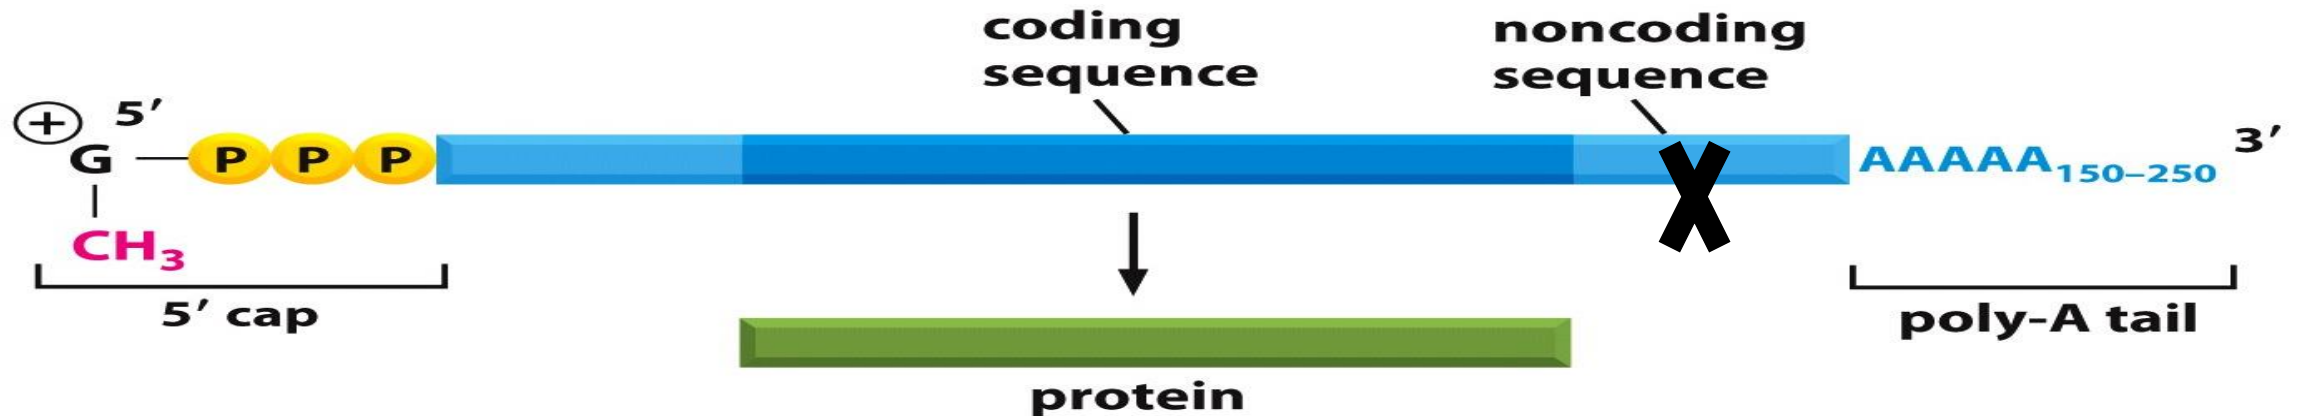 coding
sequence
noncoding
sequence
+
5′
G
P P P
CH₃
AAAAA₁₅₀₋₂₅₀
3′
5′ cap
poly-A tail
protein